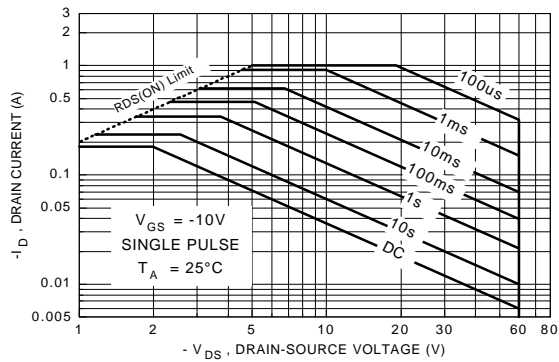 3
1
0.5
0.1
0.05
0.01
0.005
1
2
5
10
20
30
60
80
-I_D , DRAIN CURRENT (A)
- V_DS , DRAIN-SOURCE VOLTAGE (V)
RDS(ON) Limit
100us
1ms
10ms
100ms
1s
10s
DC
V_GS = -10V
SINGLE PULSE
T_A = 25°C